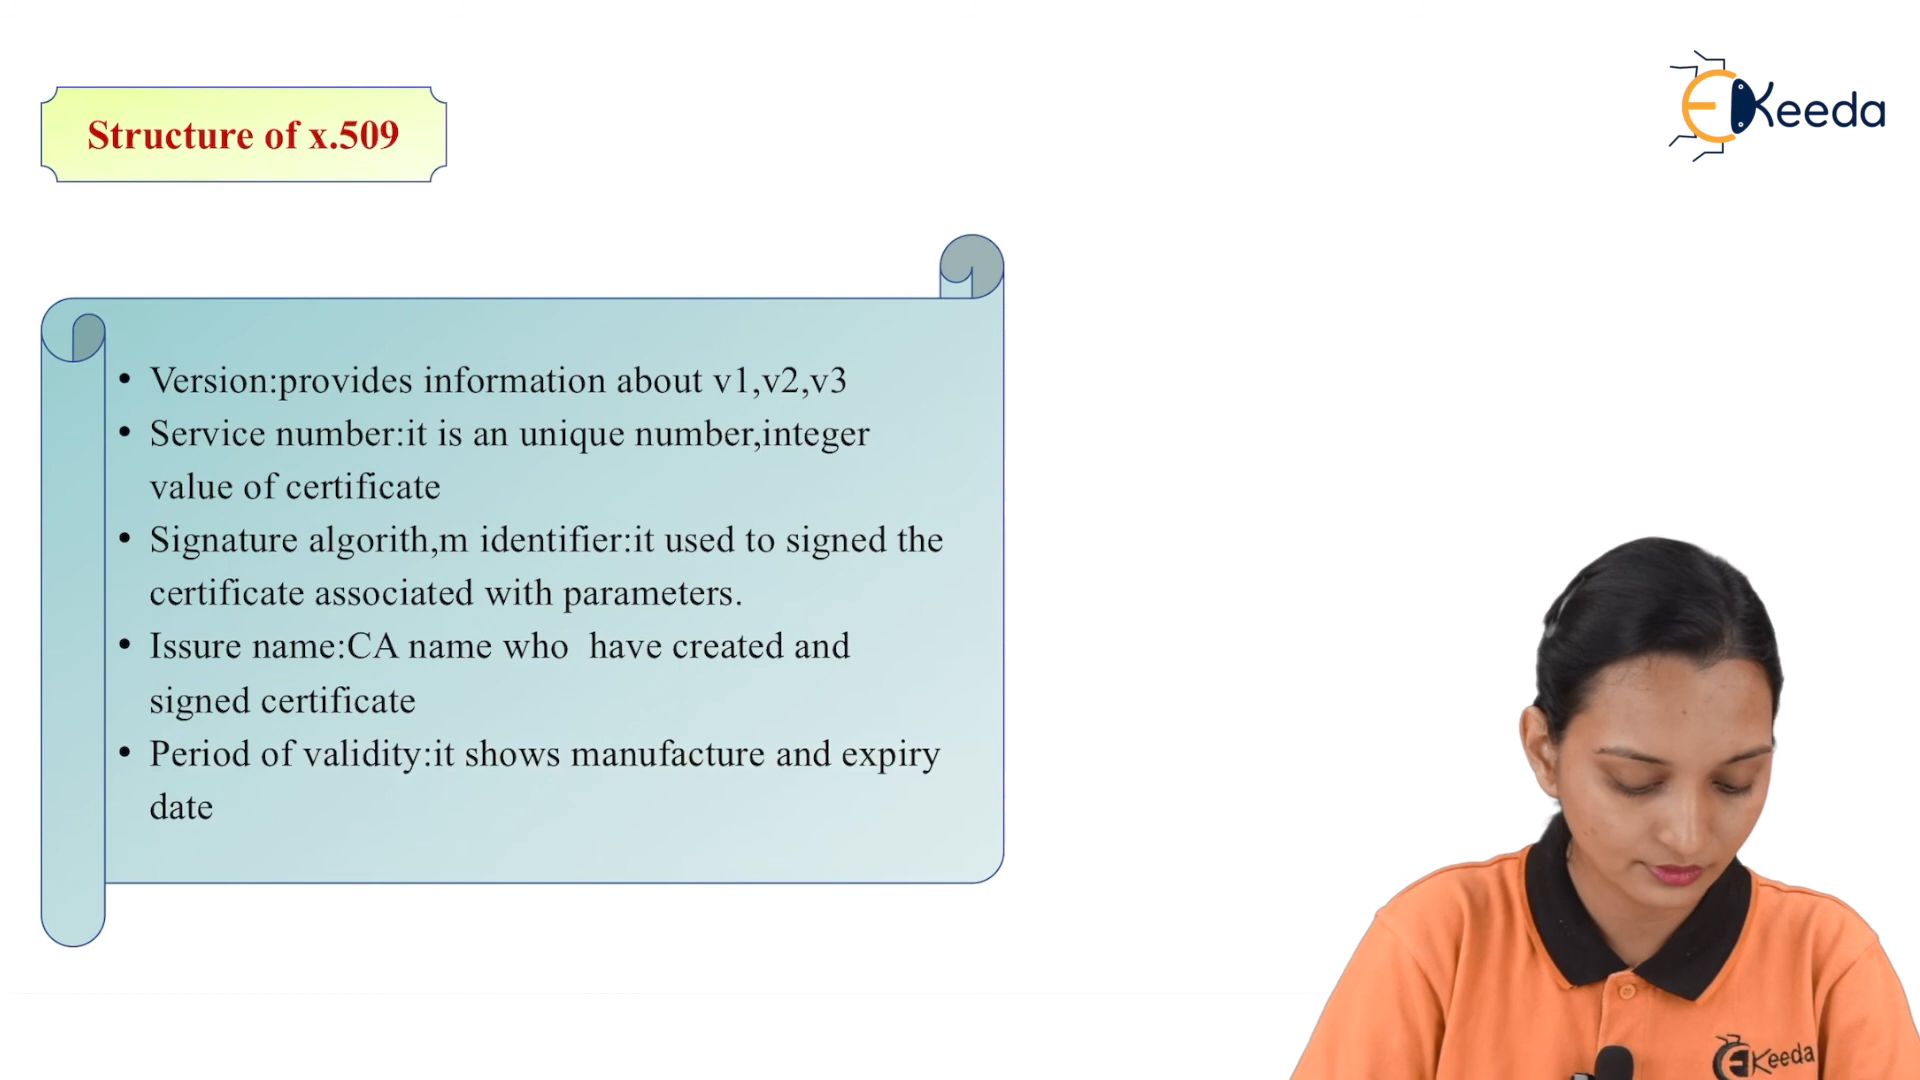 Structure of x.509
EKeeda
• Version:provides information about v1,v2,v3
• Service number:it is an unique number,integer
value of certificate
• Signature algorith,m identifier:it used to signed the
certificate associated with parameters.
• Issure name:CA name who  have created and
signed certificate
• Period of validity:it shows manufacture and expiry
date
EKeeda